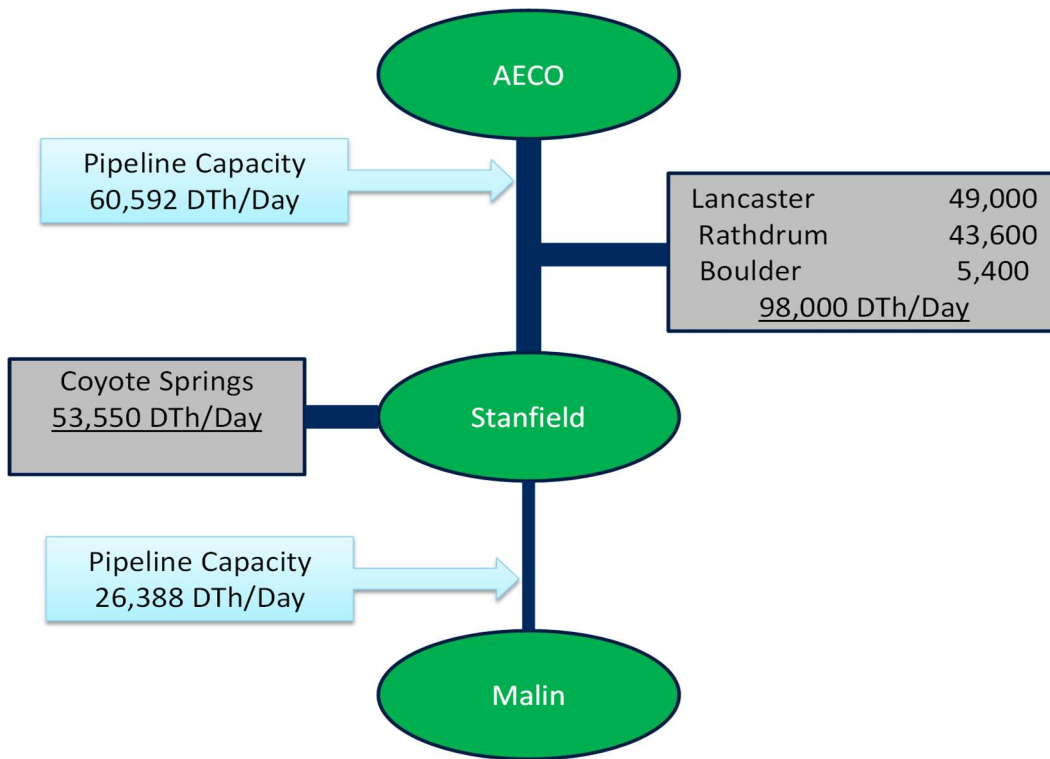 AECO
Pipeline Capacity
60,592 DTh/Day
Lancaster 49,000
Rathdrum 43,600
Boulder 5,400
98,000 DTh/Day
Coyote Springs
53,550 DTh/Day
Stanfield
Pipeline Capacity
26,388 DTh/Day
Malin